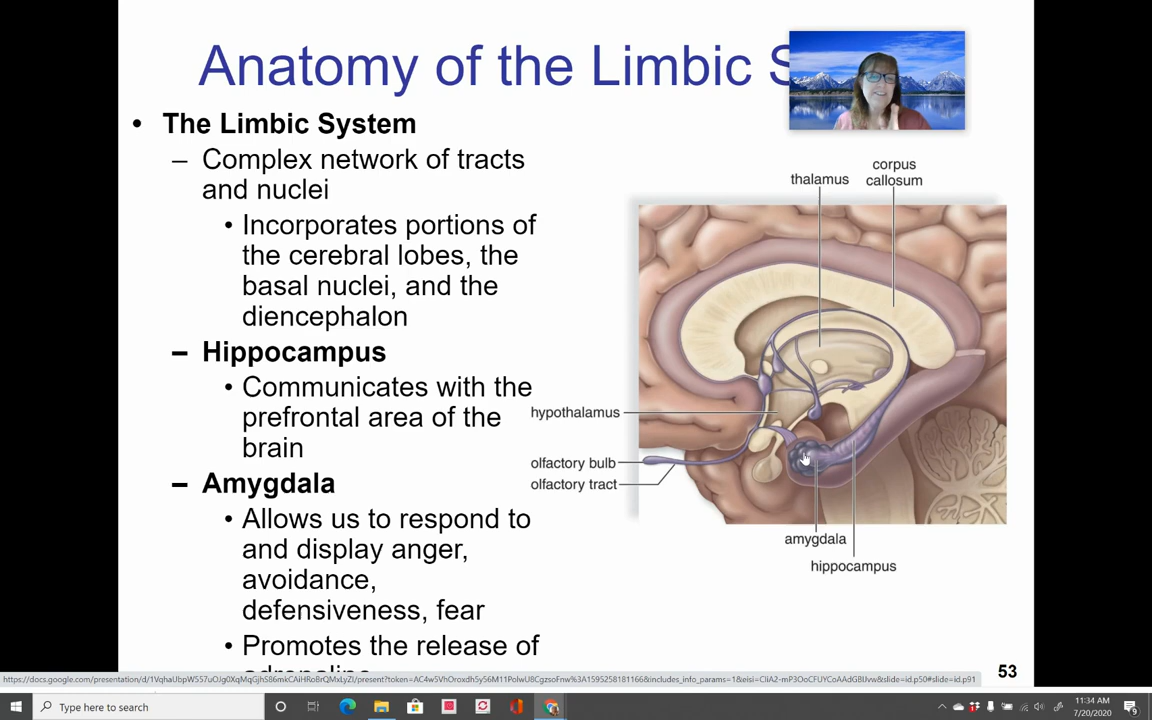 Anatomy of the Limbic S
• The Limbic System
– Complex network of tracts
and nuclei
• Incorporates portions of
the cerebral lobes, the
basal nuclei, and the
diencephalon
– Hippocampus
• Communicates with the
prefrontal area of the
brain
– Amygdala
• Allows us to respond to
and display anger,
avoidance,
defensiveness, fear
• Promotes the release of
adrenaline
corpus
thalamus callosum
hypothalamus
olfactory bulb
olfactory tract
amygdala
hippocampus
53
Type here to search
11:34 AM
7/20/2020